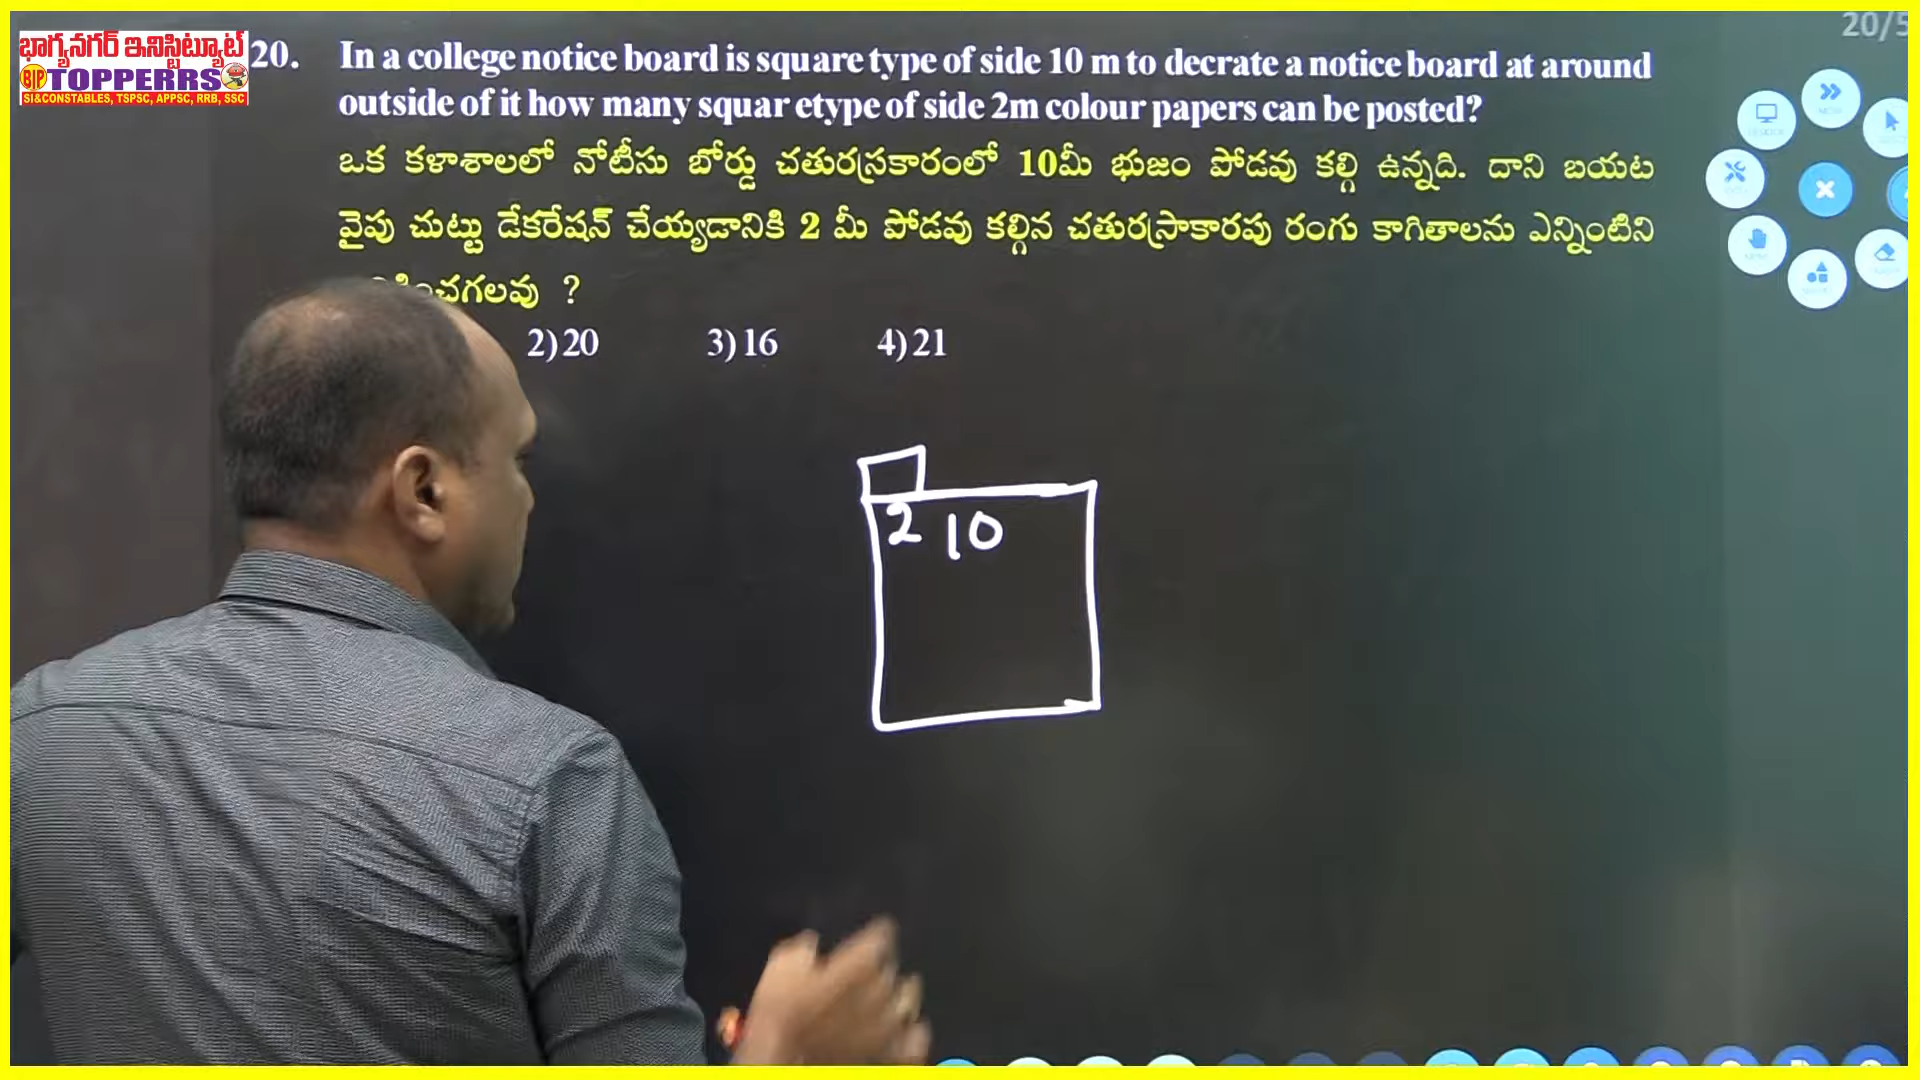 భాగ్యనగర్ ఇనిస్టిట్యూట్
BIP TOPPERRS
SI&CONSTABLES, TSPSC, APPSC, RRB, SSC
20/5
20. In a college notice board is square type of side 10 m to decrate a notice board at around
outside of it how many squar etype of side 2m colour papers can be posted?
ఒక కళాశాలలో నోటీసు బోర్డు చతురస్రకారంలో 10మీ భుజం పోడవు కల్గి ఉన్నది. దాని బయట
వైపు చుట్టు డేకరేషన్ చేయ్యడానికి 2 మీ పోడవు కల్గిన చతురస్రాకారపు రంగు కాగితాలను ఎన్నింటిని
?
2) 20 3) 16 4) 21
2 10